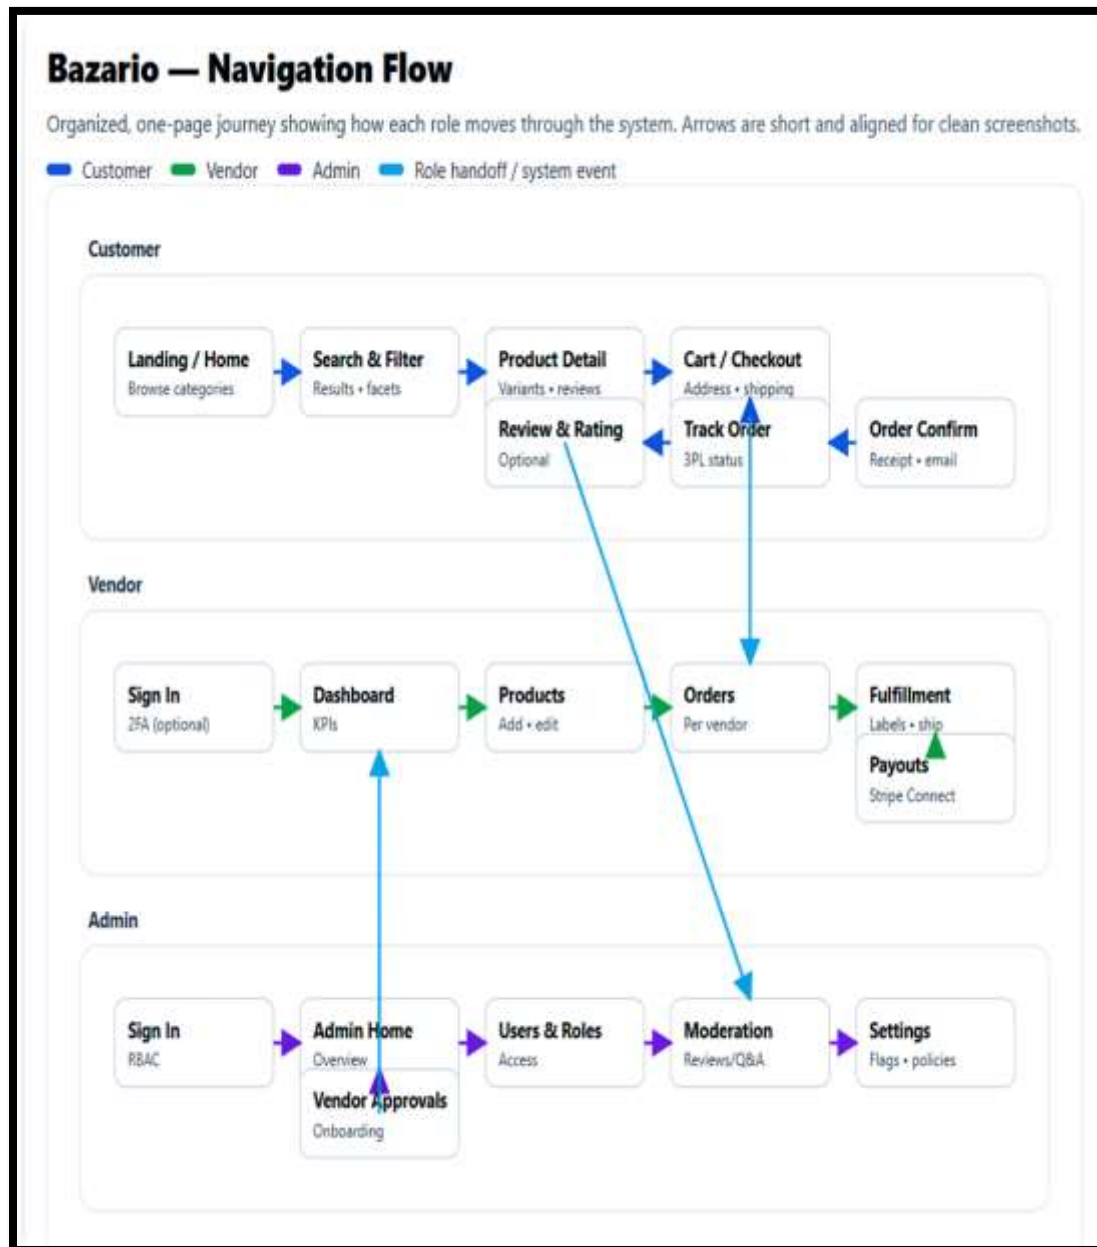 Bazario — Navigation Flow
Organized, one-page journey showing how each role moves through the system. Arrows are short and aligned for clean screenshots.
Customer Vendor Admin Role handoff / system event
Customer
Landing / Home
Browse categories
Search & Filter
Results • facets
Product Detail
Variants • reviews
Cart / Checkout
Address • shipping
Review & Rating
Optional
Track Order
3PL status
Order Confirm
Receipt • email
Vendor
Sign In
2FA (optional)
Dashboard
KPIs
Products
Add • edit
Orders
Per vendor
Fulfillment
Labels • ship
Payouts
Stripe Connect
Admin
Sign In
RBAC
Admin Home
Overview
Users & Roles
Access
Moderation
Reviews/Q&A
Settings
Flags • policies
Vendor Approvals
Onboarding